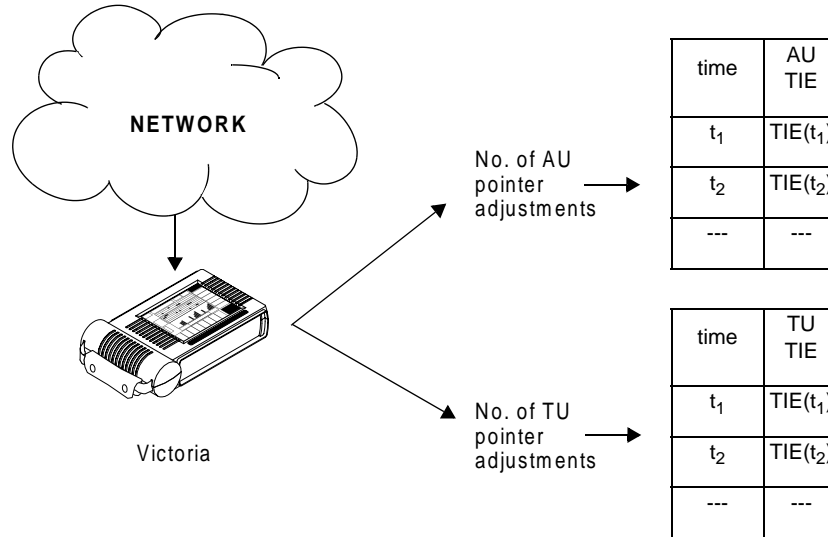 NETWORK
No. of AU
pointer
adjustments
time AU
TIE
t1 TIE(t1)
t2 TIE(t2)
--- ---
Victoria
No. of TU
pointer
adjustments
time TU
TIE
t1 TIE(t1)
t2 TIE(t2)
--- ---